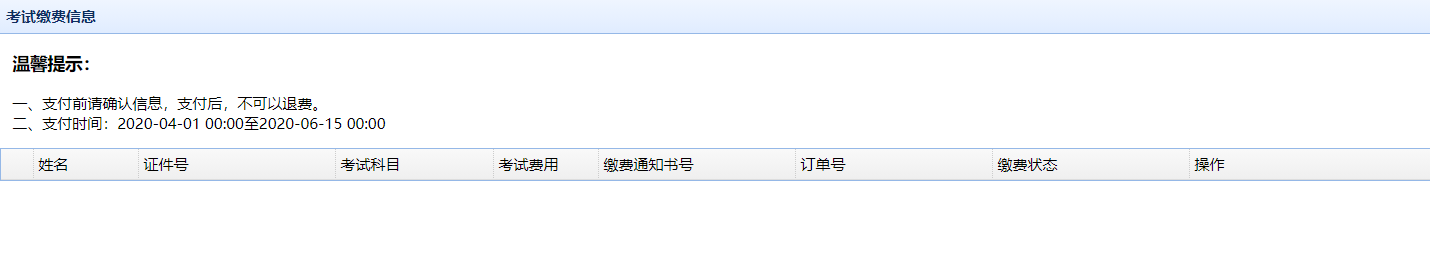 考试缴费信息
温馨提示：
一、支付前请确认信息，支付后，不可以退费。
二、支付时间：2020-04-01 00:00至2020-06-15 00:00
姓名 证件号 考试科目 考试费用 缴费通知书号 订单号 缴费状态 操作